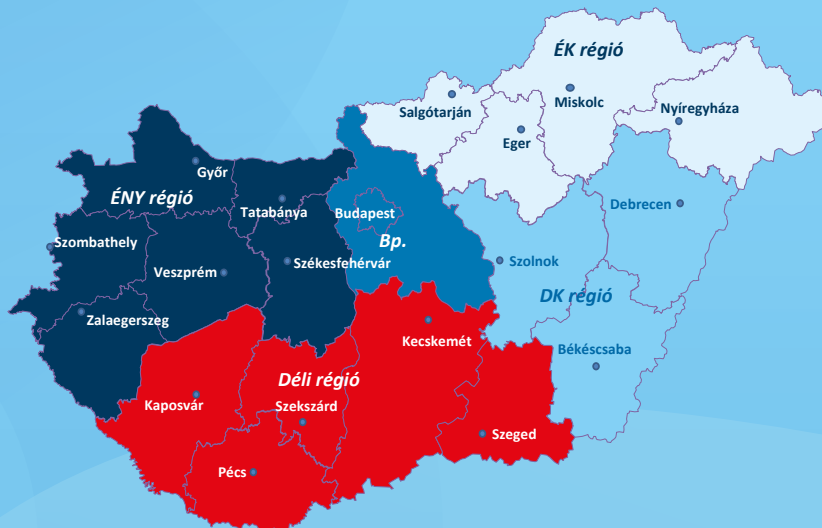 ÉK régió
Salgótarján
Miskolc
Nyíregyháza
Eger
Győr
ÉNY régió
Tatabánya
Budapest
Debrecen
Szombathely
Bp.
Veszprém
Székesfehérvár
Szolnok
DK régió
Zalaegerszeg
Kecskemét
Békéscsaba
Déli régió
Kaposvár
Szekszárd
Szeged
Pécs